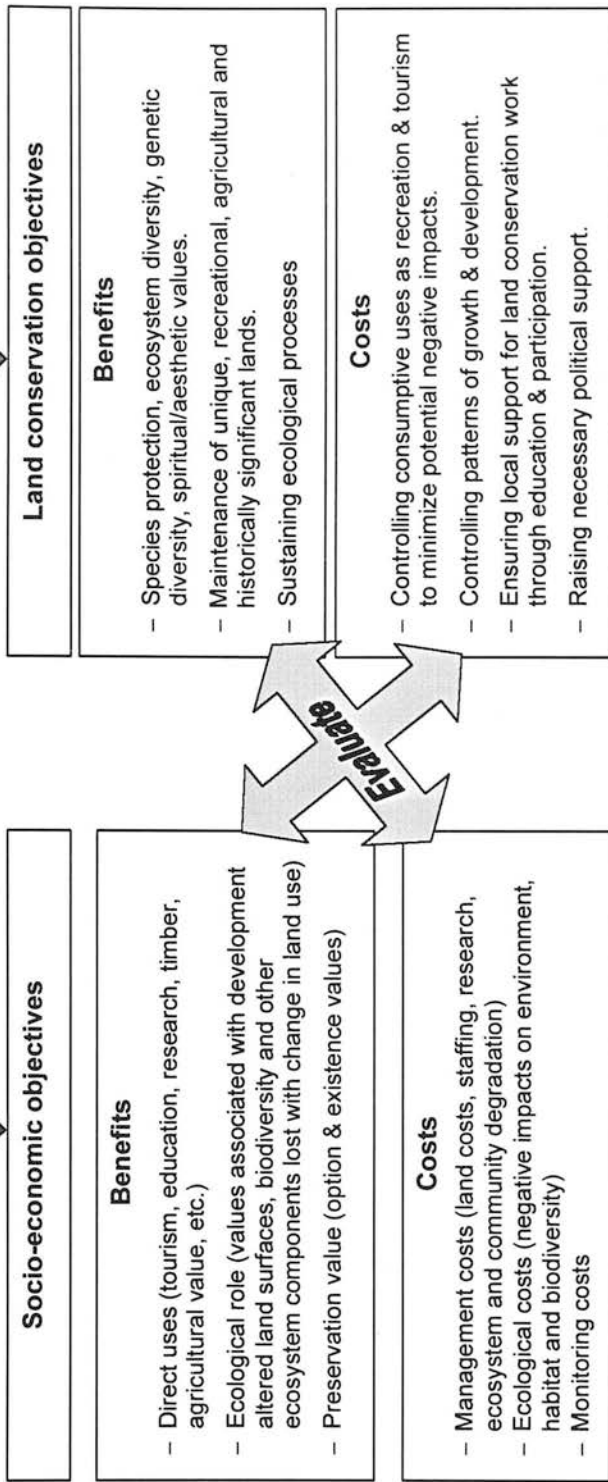 Socio-economic objectives
Benefits
– Direct uses (tourism, education, research, timber,
agricultural value, etc.)
– Ecological role (values associated with development
altered land surfaces, biodiversity and other
ecosystem components lost with change in land use)
– Preservation value (option & existence values)
Costs
– Management costs (land costs, staffing, research,
ecosystem and community degradation)
– Ecological costs (negative impacts on environment,
habitat and biodiversity)
– Monitoring costs
Evaluate
Land conservation objectives
Benefits
– Species protection, ecosystem diversity, genetic
diversity, spiritual/aesthetic values.
– Maintenance of unique, recreational, agricultural and
historically significant lands.
– Sustaining ecological processes
Costs
– Controlling consumptive uses as recreation & tourism
to minimize potential negative impacts.
– Controlling patterns of growth & development.
– Ensuring local support for land conservation work
through education & participation.
– Raising necessary political support.